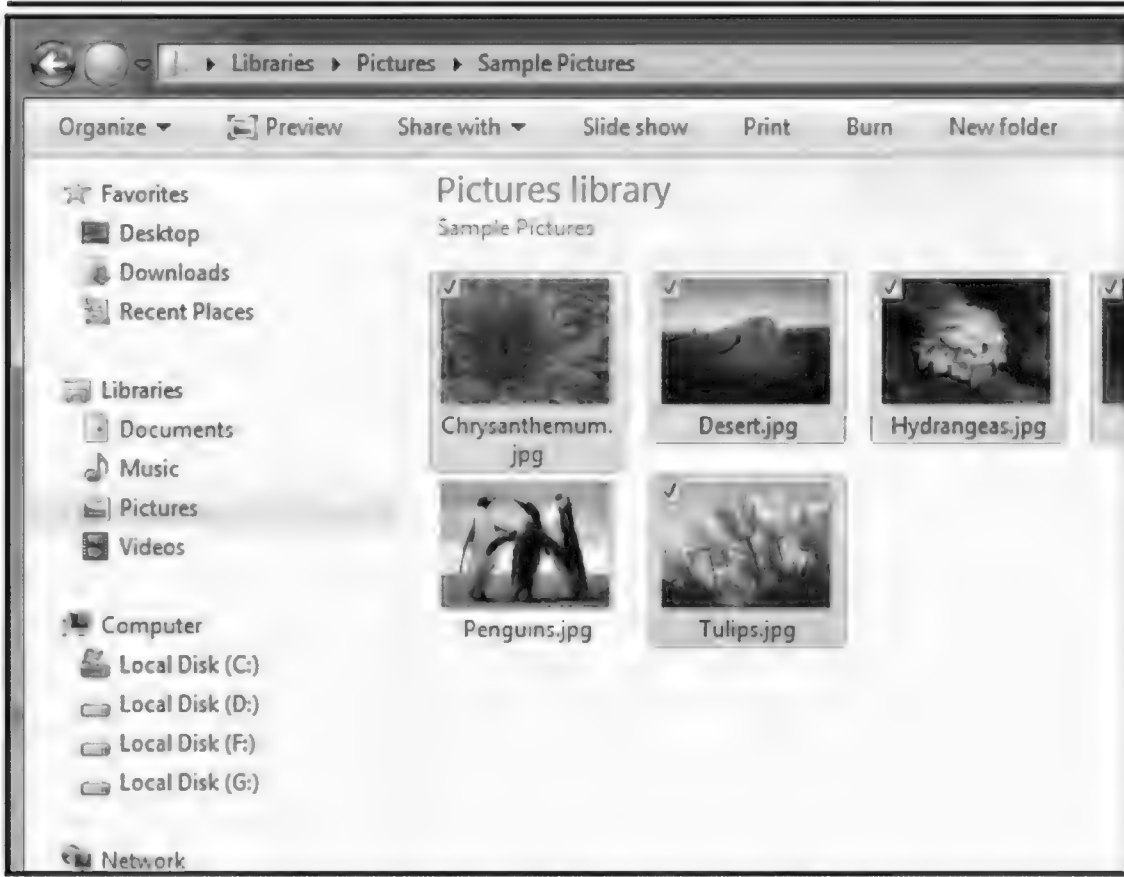 Libraries Pictures Sample Pictures
Organize Preview Share with Slide show Print Burn New folder
Favorites
Desktop
Downloads
Recent Places
Libraries
Documents
Music
Pictures
Videos
Computer
Local Disk (C:)
Local Disk (D:)
Local Disk (F:)
Local Disk (G:)
Network
Pictures library
Sample Pictures
Chrysanthemum.
jpg
Desert.jpg
Hydrangeas.jpg
Penguins.jpg
Tulips.jpg